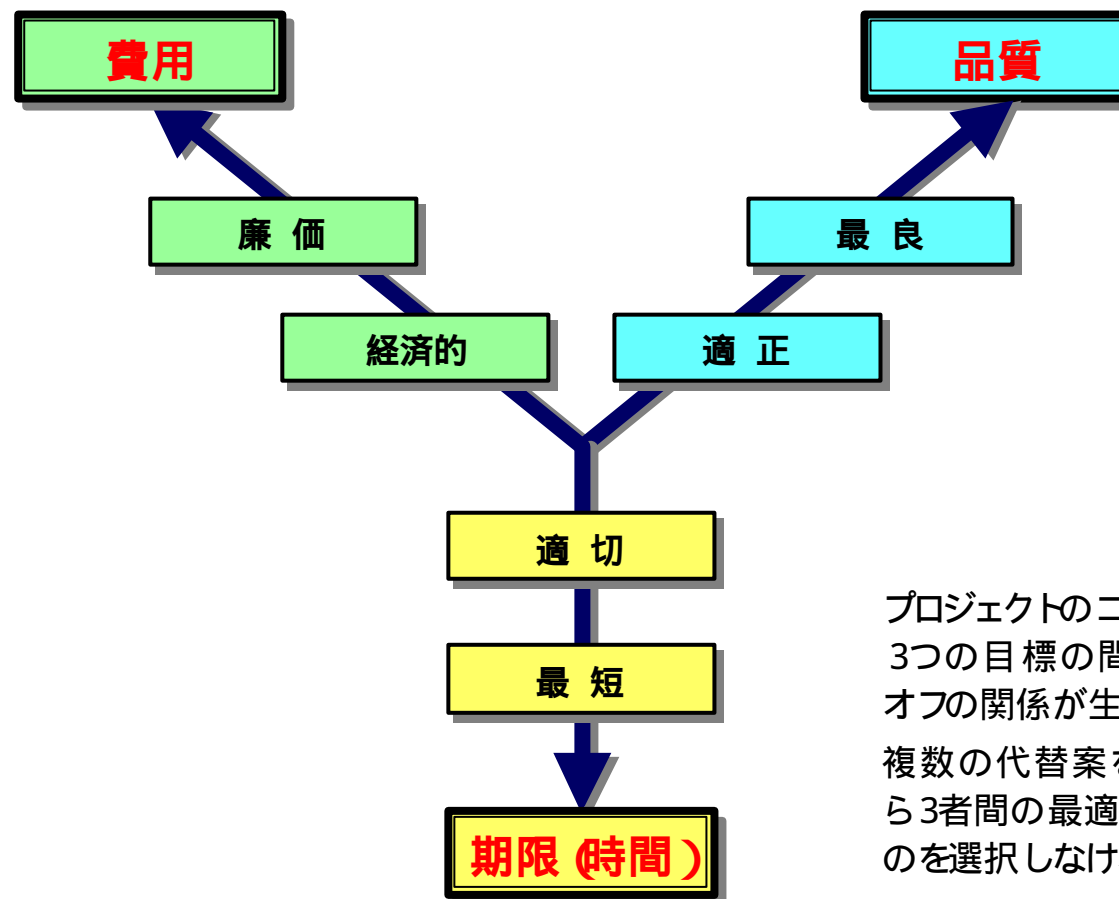 費用
品質
廉 価
最 良
経済的
適 正
適 切
最 短
期限(時間)
プロジェクトのコ
3つの目標の間
オフの関係が生
複数の代替案
ら3者間の最適
のを選択しなけ